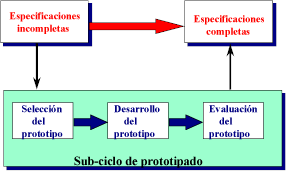 Especificaciones
incompletas
Especificaciones
completas
Selección
del
prototipo
Desarrollo
del
prototipo
Evaluación
del
prototipo
Sub-ciclo de prototipado